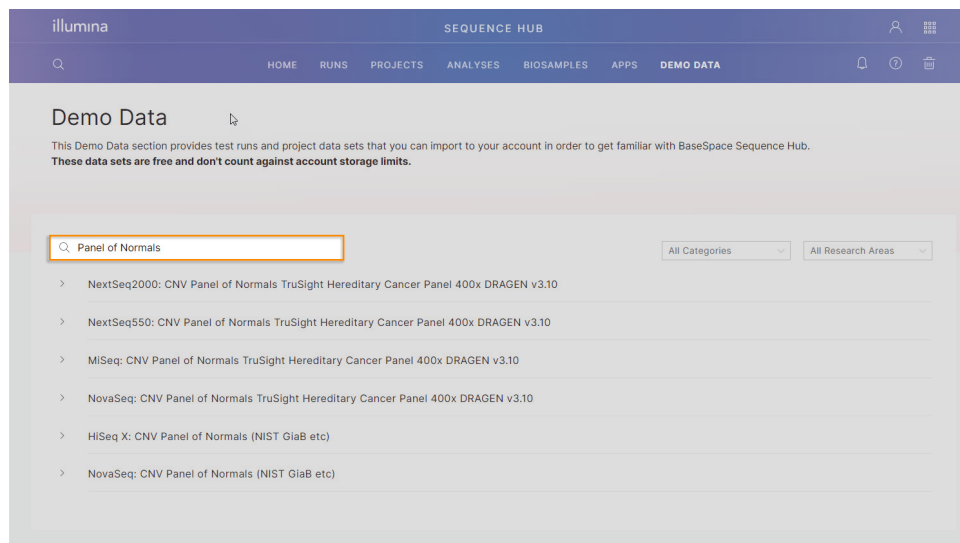 illumina
SEQUENCE HUB
HOME RUNS PROJECTS ANALYSES BIOSAMPLES APPS DEMO DATA
Demo Data
This Demo Data section provides test runs and project data sets that you can import to your account in order to get familiar with BaseSpace Sequence Hub.
These data sets are free and don't count against account storage limits.
Panel of Normals
All Categories
All Research Areas
NextSeq2000: CNV Panel of Normals TruSight Hereditary Cancer Panel 400x DRAGEN v3.10
NextSeq550: CNV Panel of Normals TruSight Hereditary Cancer Panel 400x DRAGEN v3.10
MiSeq: CNV Panel of Normals TruSight Hereditary Cancer Panel 400x DRAGEN v3.10
NovaSeq: CNV Panel of Normals TruSight Hereditary Cancer Panel 400x DRAGEN v3.10
HiSeq X: CNV Panel of Normals (NIST GiaB etc)
NovaSeq: CNV Panel of Normals (NIST GiaB etc)